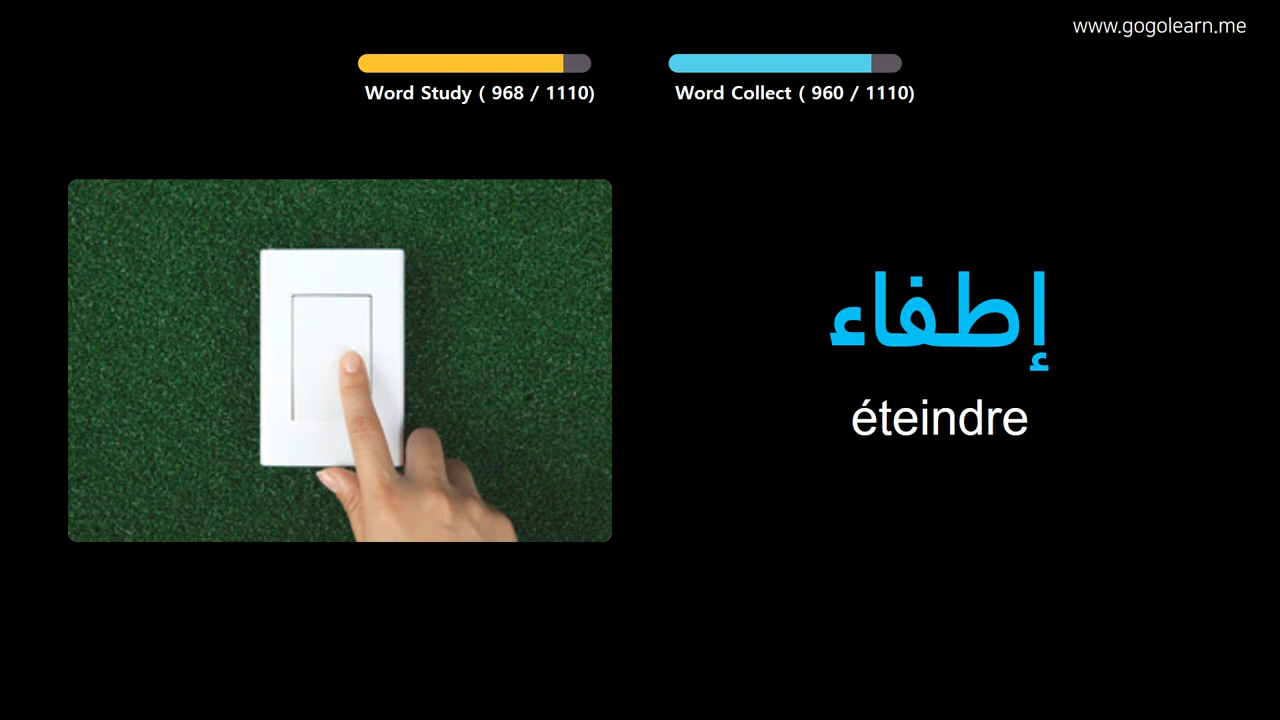 www.gogolearn.me
Word Study ( 968 / 1110)
Word Collect ( 960 / 1110)
إطفاء
éteindre